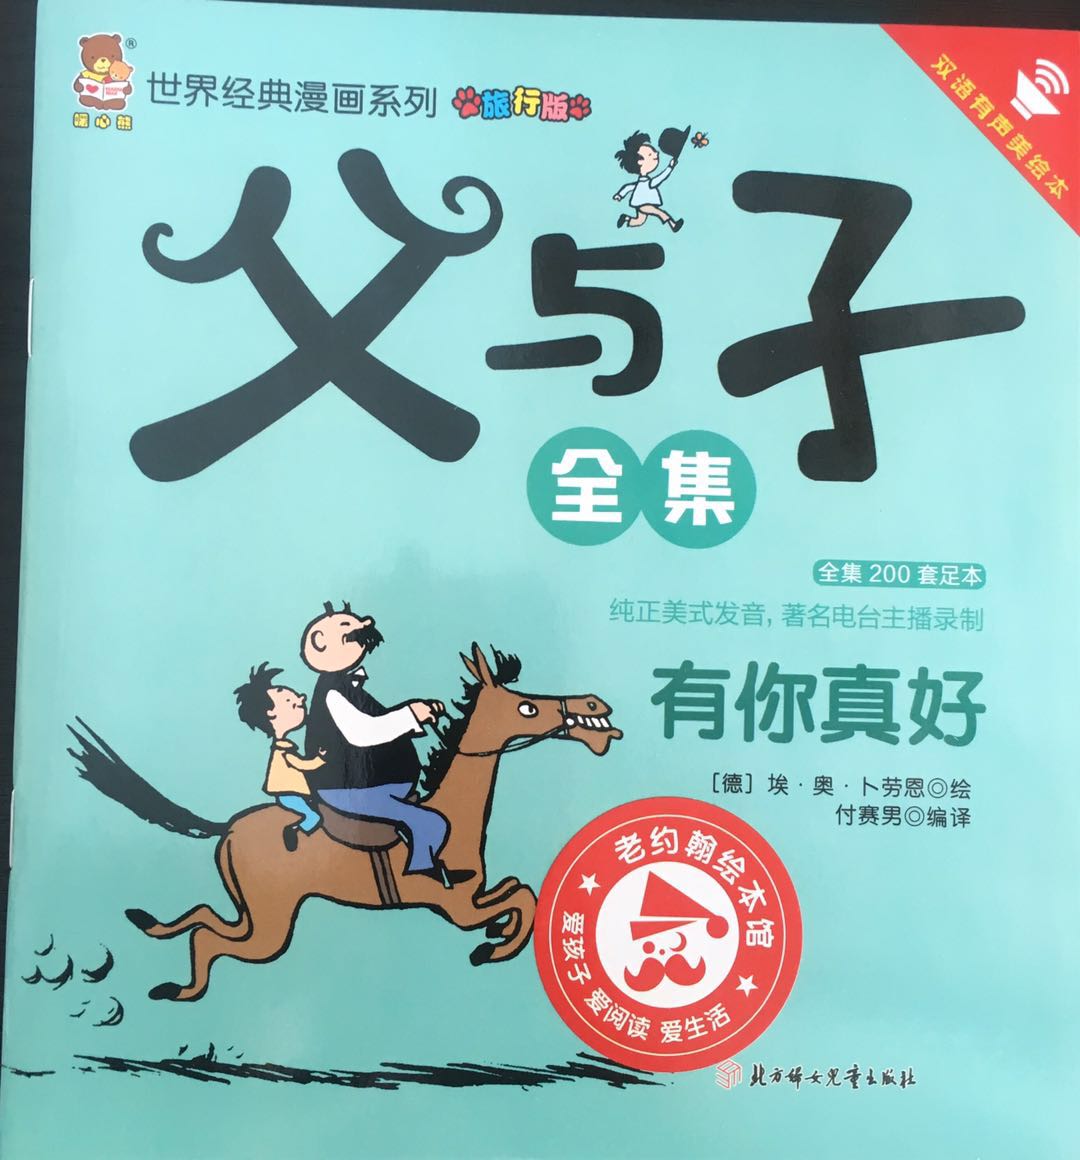 暖心熊
世界经典漫画系列 旅行版
双语有声美绘本
父与子
全集
全集 200 套足本
纯正美式发音, 著名电台主播录制
有你真好
[德] 埃·奥·卜劳恩◎绘
付赛男◎编译
老约翰绘本馆
爱孩子 爱阅读 爱生活
北方妇女儿童出版社